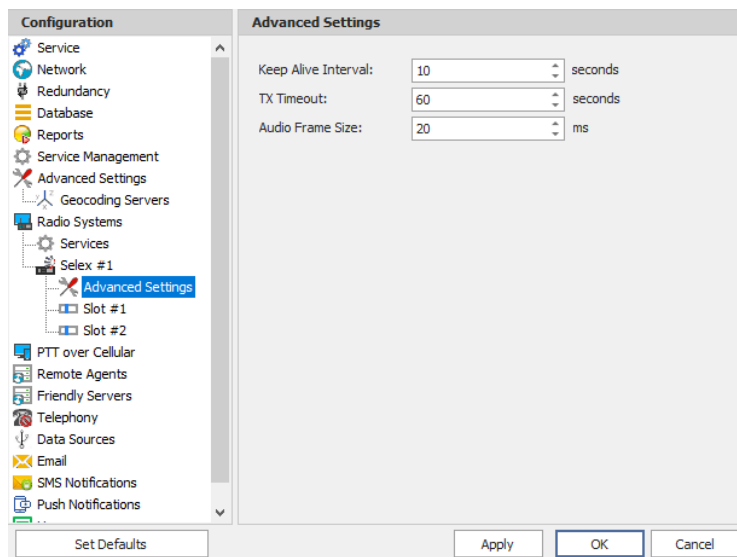 Configuration
Service
Network
Redundancy
Database
Reports
Service Management
Advanced Settings
Geocoding Servers
Radio Systems
Services
Selex #1
Advanced Settings
Slot #1
Slot #2
PTT over Cellular
Remote Agents
Friendly Servers
Telephony
Data Sources
Email
SMS Notifications
Push Notifications
Advanced Settings
Keep Alive Interval: 10 seconds
TX Timeout: 60 seconds
Audio Frame Size: 20 ms
Set Defaults Apply OK Cancel